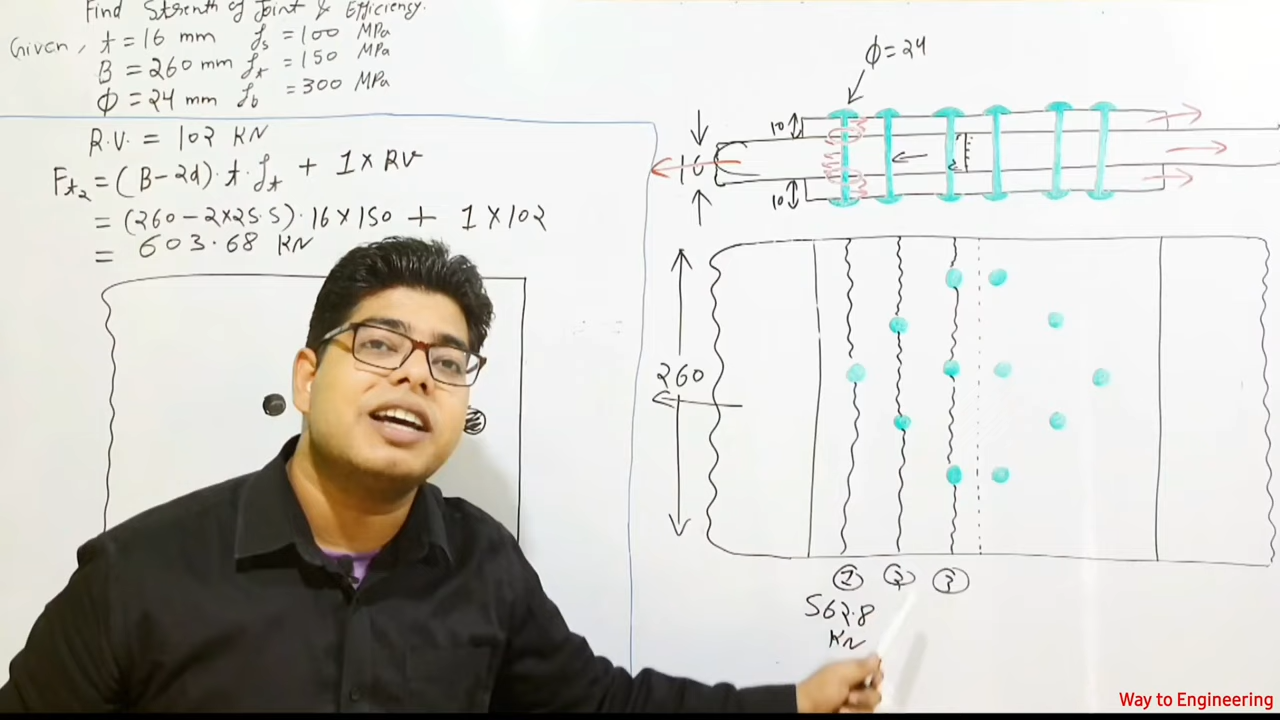 Find Strenth of Joint & Efficiency.
Given, t = 16 mm fs = 100 MPa
B = 260 mm ft = 150 MPa
ϕ = 24 mm fb = 300 MPa
R.V. = 102 KN
Ft2 = (B-2d)·t·ft + 1 × RV
= (260 - 2×25.5)·16×150 + 1 × 102
= 603.68 KN
ϕ = 24
10
16
10
260
① ② ③
562.8
KN
Way to Engineering